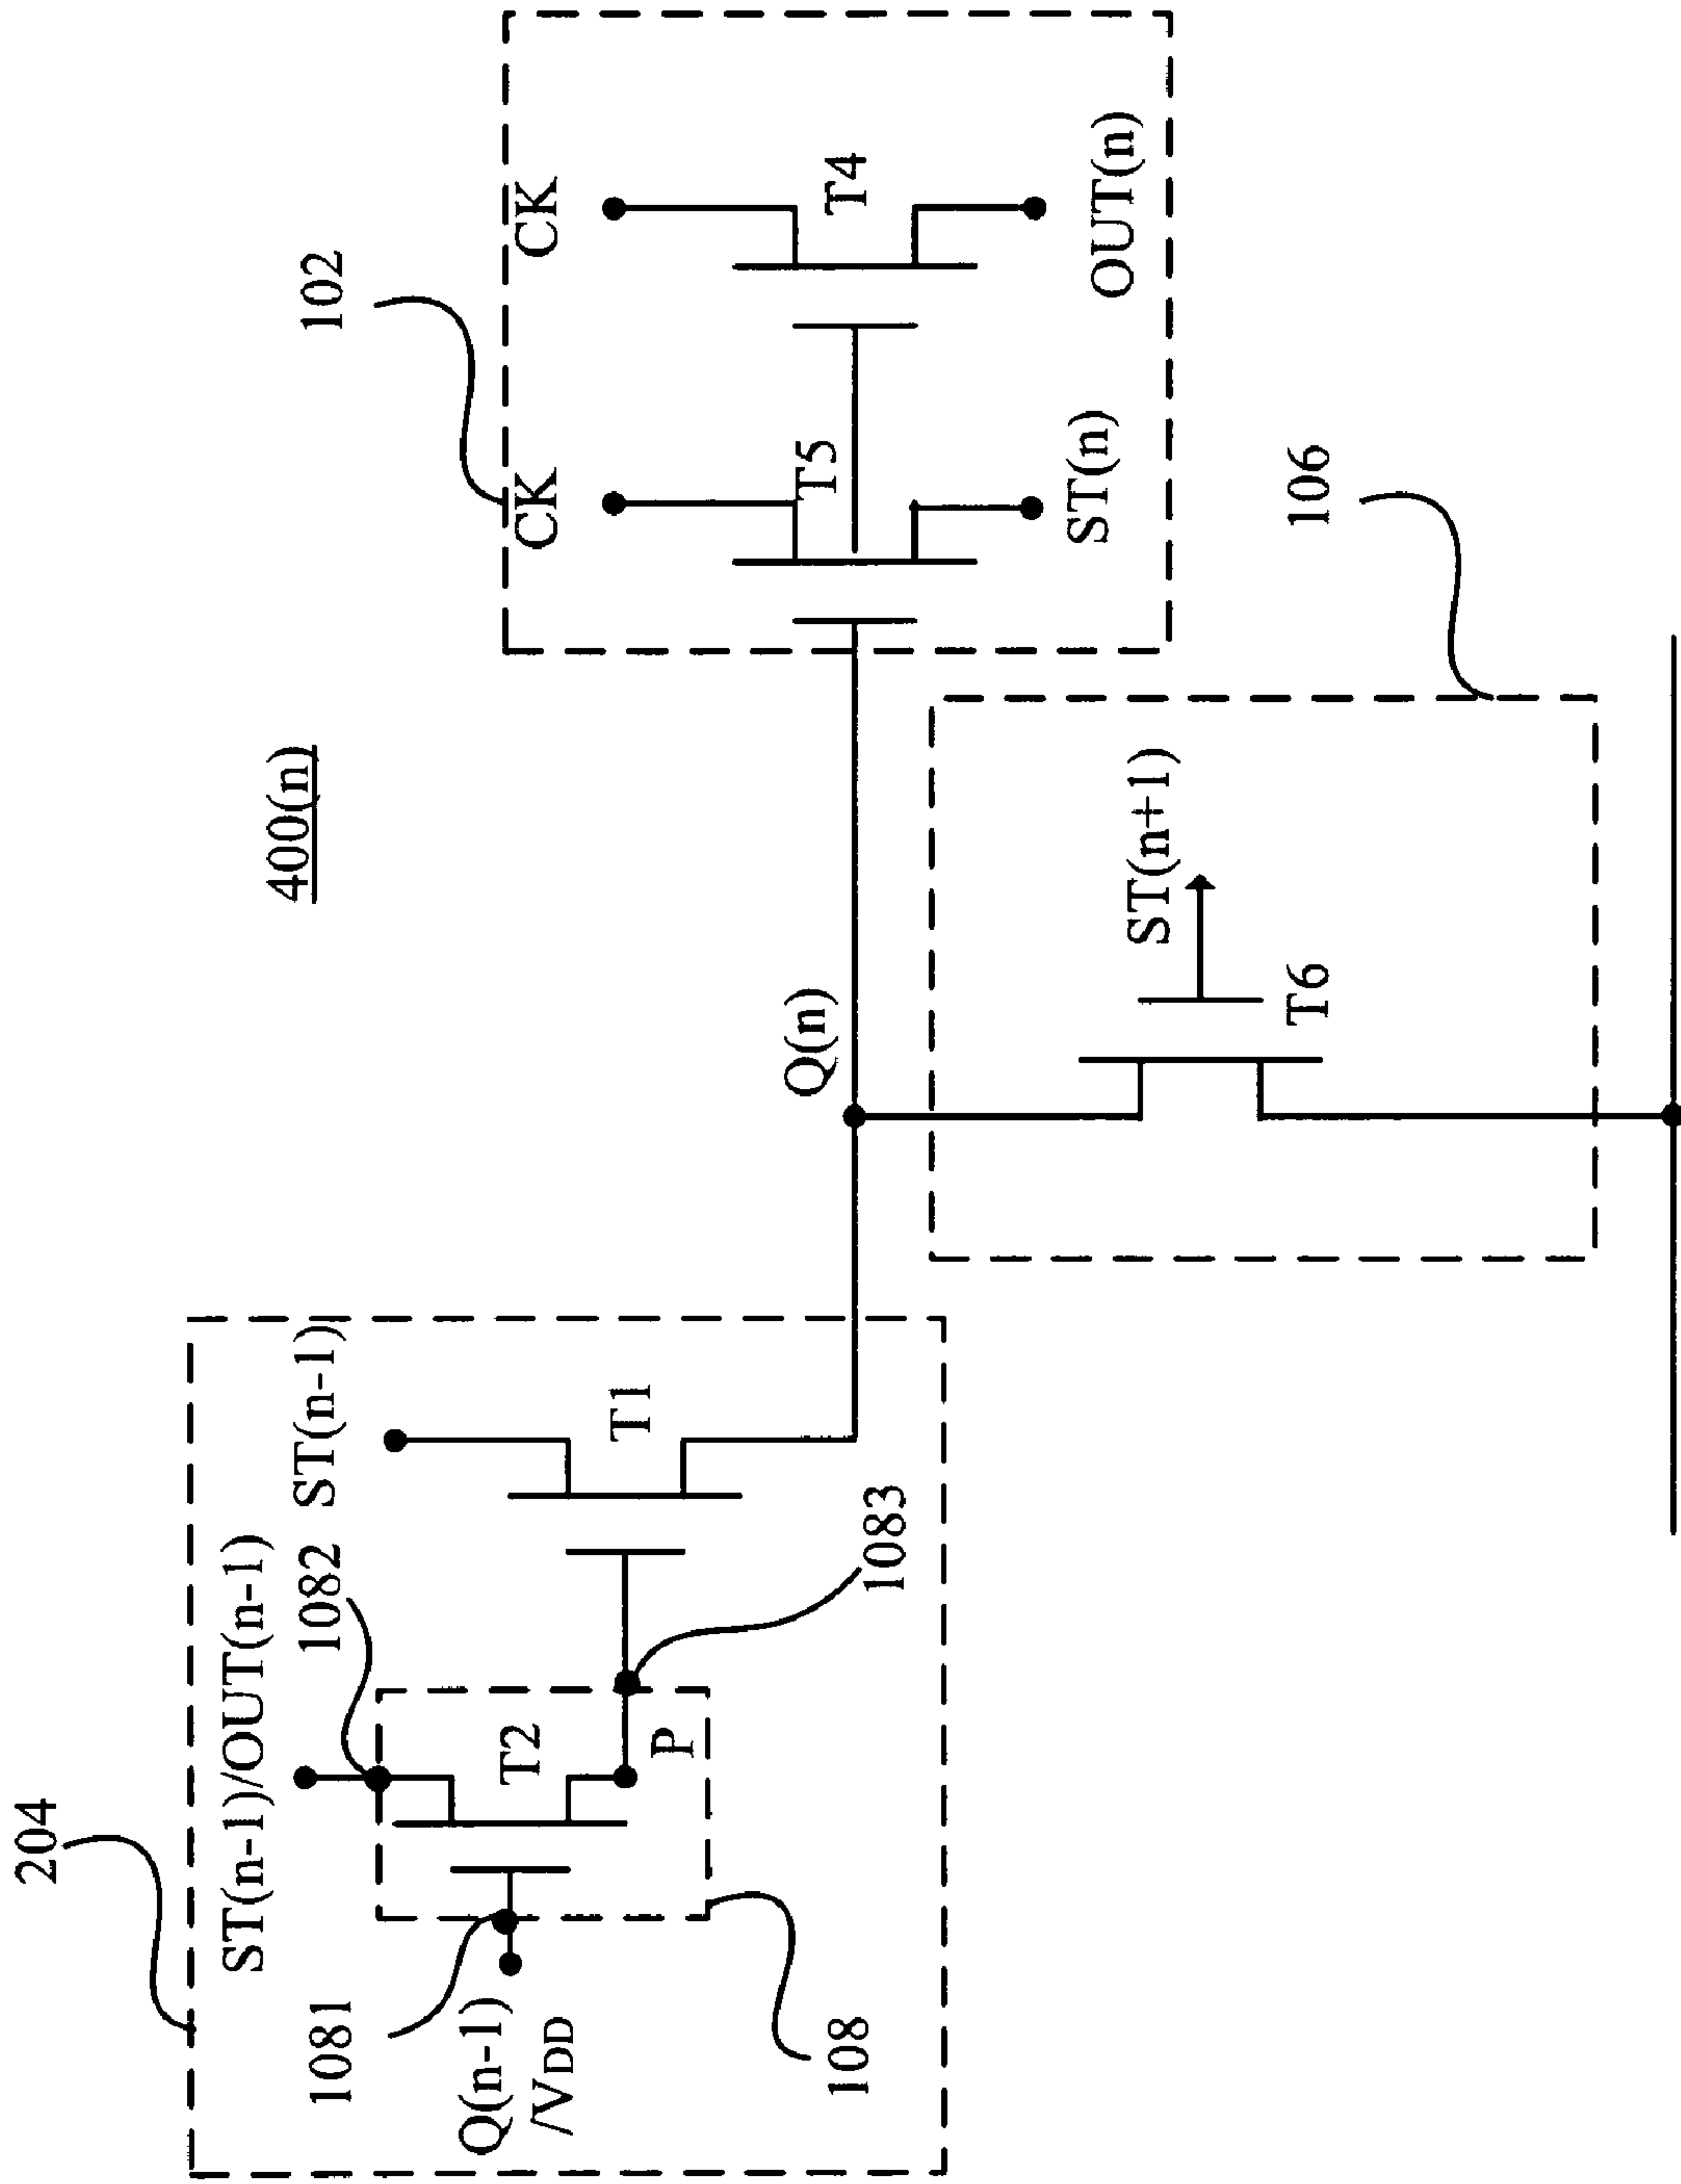 400(n)
204
102
ST(n-1)/OUT(n-1)
1082
ST(n-1)
1081
Q(n-1)
/VDD
T2
P
T1
1083
108
Q(n)
CK
CK
T5
T4
ST(n)
OUT(n)
ST(n+1)
T6
106